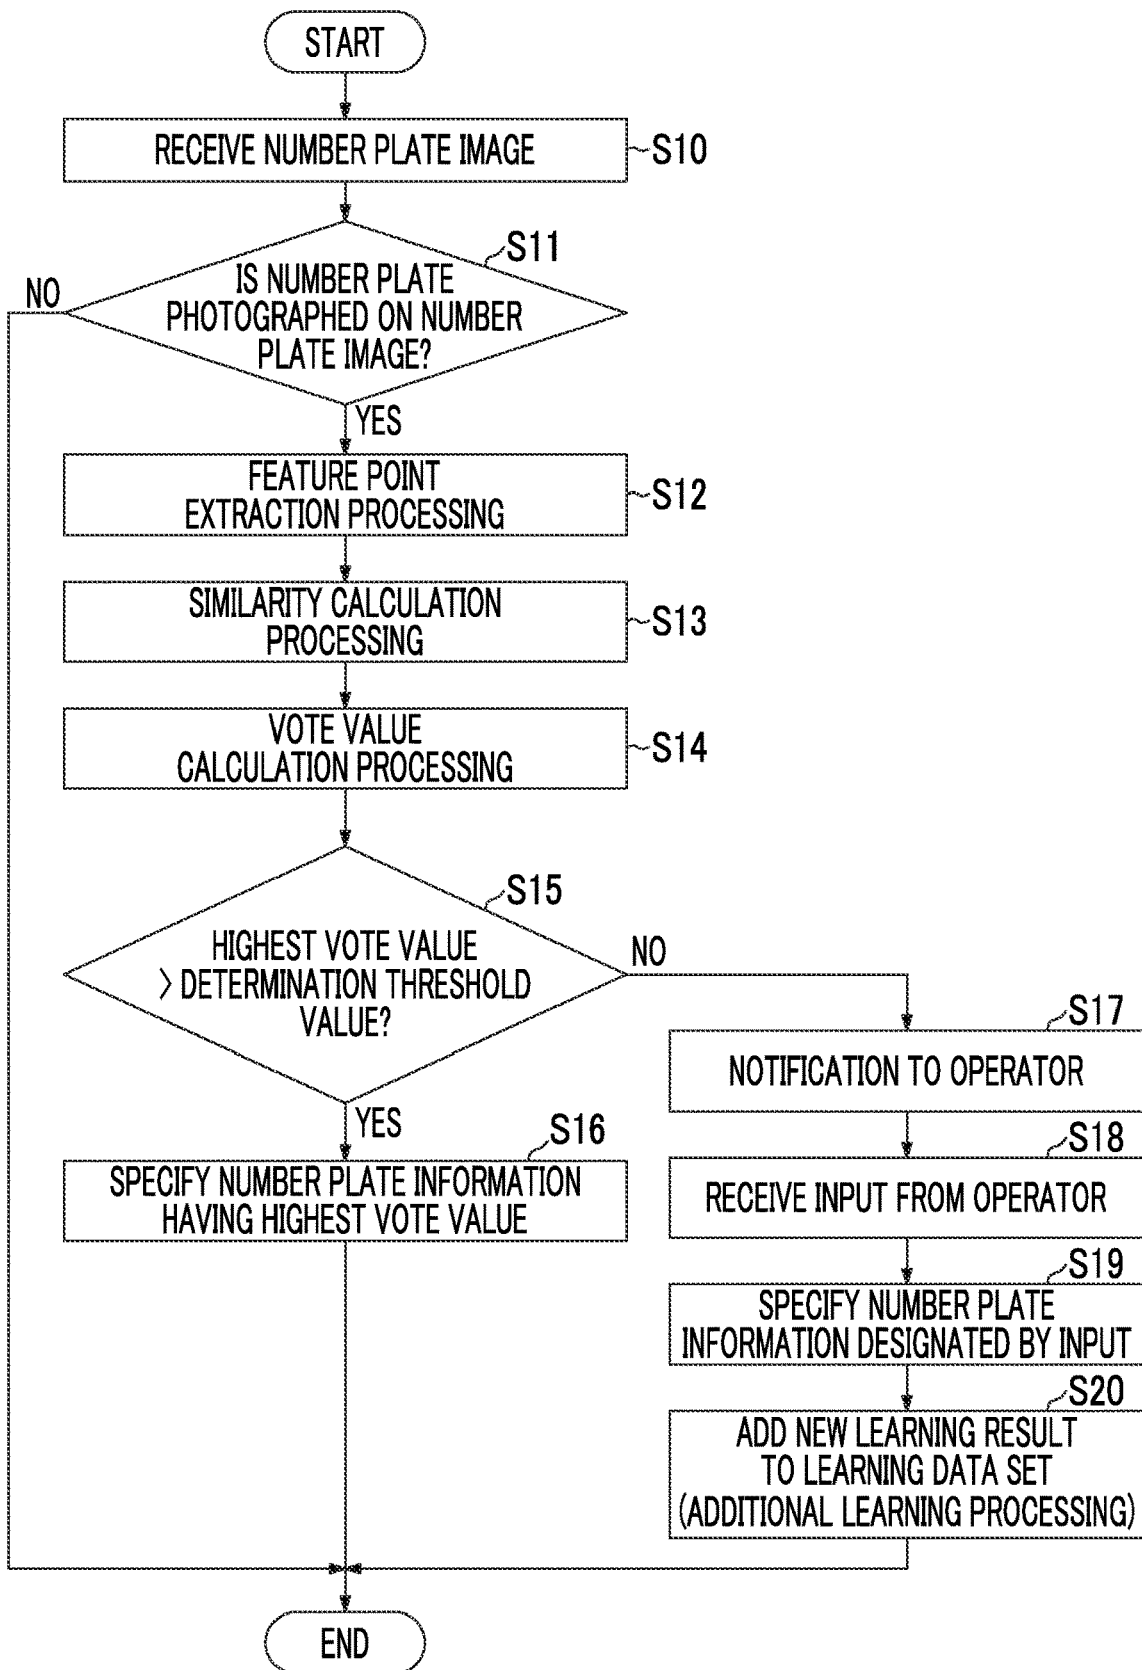 START
RECEIVE NUMBER PLATE IMAGE
S10
S11
IS NUMBER PLATE
PHOTOGRAPHED ON NUMBER
PLATE IMAGE?
NO
YES
FEATURE POINT
EXTRACTION PROCESSING
S12
SIMILARITY CALCULATION
PROCESSING
S13
VOTE VALUE
CALCULATION PROCESSING
S14
S15
HIGHEST VOTE VALUE
> DETERMINATION THRESHOLD
VALUE?
NO
YES
S16
SPECIFY NUMBER PLATE INFORMATION
HAVING HIGHEST VOTE VALUE
S17
NOTIFICATION TO OPERATOR
S18
RECEIVE INPUT FROM OPERATOR
S19
SPECIFY NUMBER PLATE
INFORMATION DESIGNATED BY INPUT
S20
ADD NEW LEARNING RESULT
TO LEARNING DATA SET
(ADDITIONAL LEARNING PROCESSING)
END